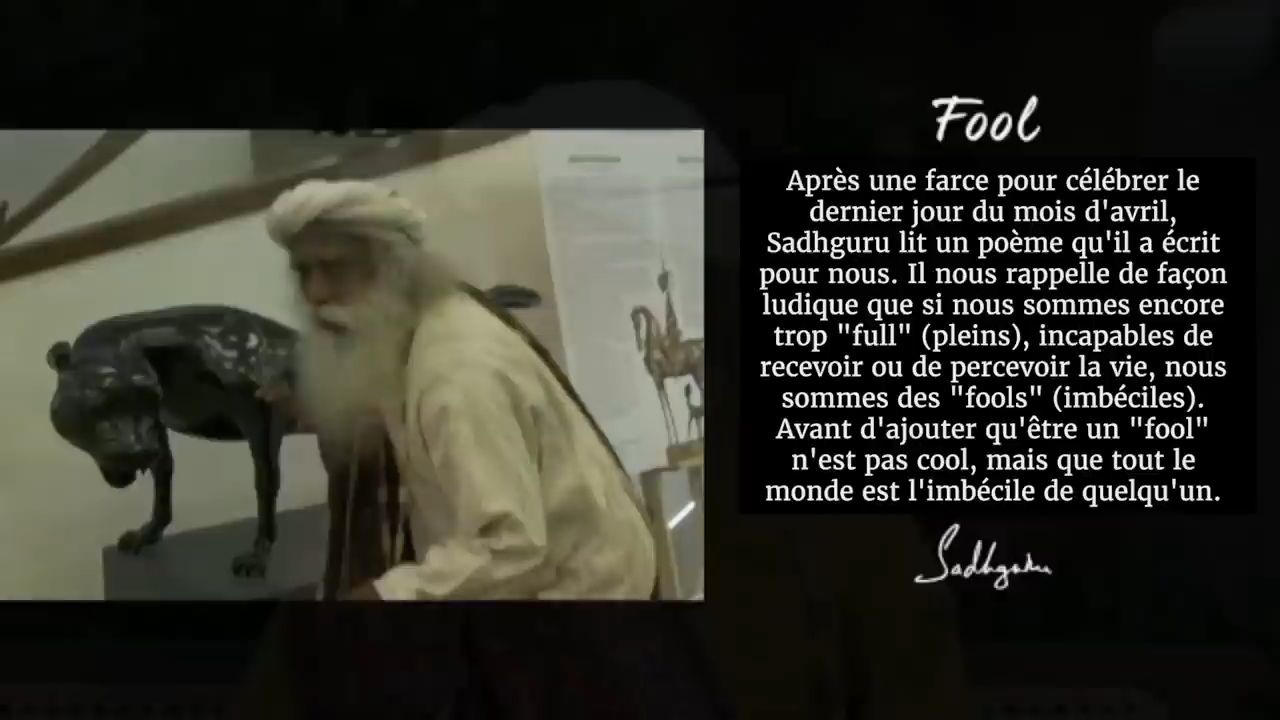 Fool
Après une farce pour célébrer le
dernier jour du mois d'avril,
Sadhguru lit un poème qu'il a écrit
pour nous. Il nous rappelle de façon
ludique que si nous sommes encore
trop "full" (pleins), incapables de
recevoir ou de percevoir la vie, nous
sommes des "fools" (imbéciles).
Avant d'ajouter qu'être un "fool"
n'est pas cool, mais que tout le
monde est l'imbécile de quelqu'un.
Sadhguru